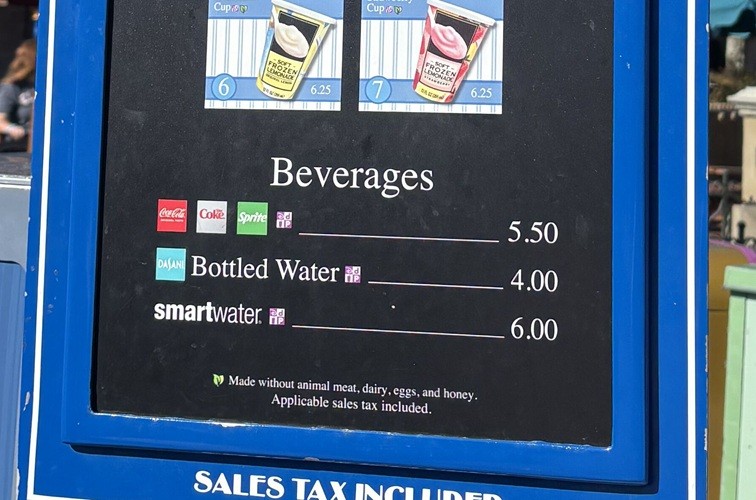 Cup
Cup
SOFT
FROZEN
LEMONADE
SOFT
FROZEN
LEMONADE
STRAWBERRY
6 6.25
7 6.25
Beverages
Coca-Cola Coke Sprite 5.50
DASANI Bottled Water 4.00
smartwater 6.00
Made without animal meat, dairy, eggs, and honey.
Applicable sales tax included.
SALES TAX INCLUDED